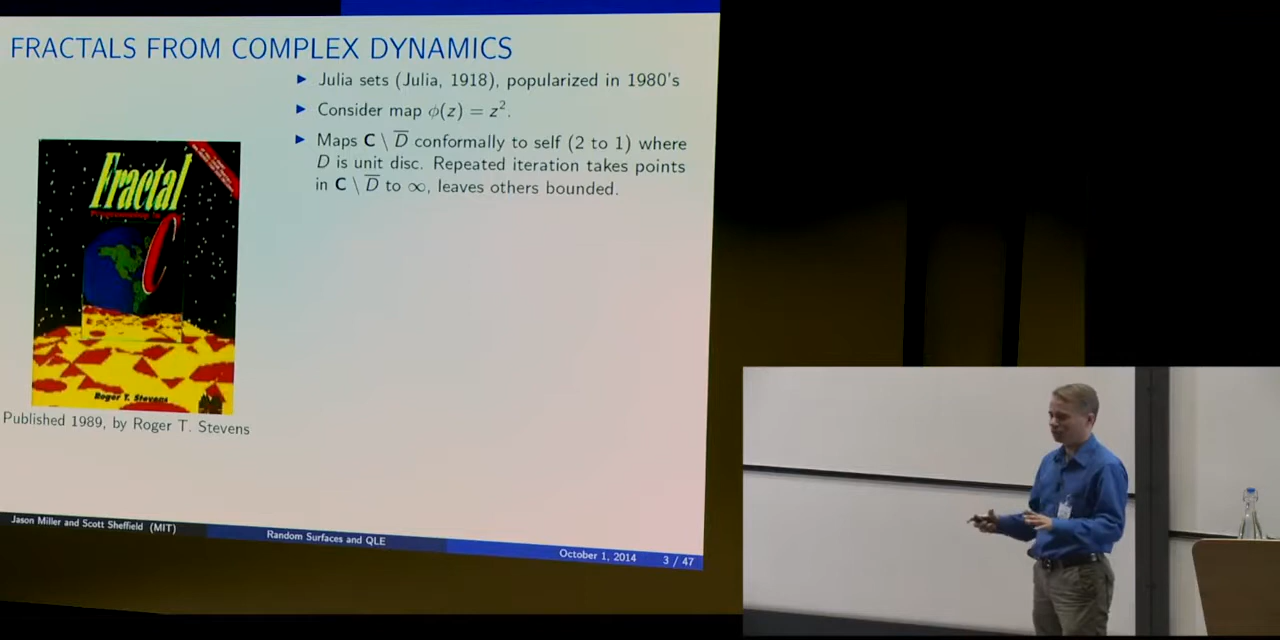 FRACTALS FROM COMPLEX DYNAMICS
▶ Julia sets (Julia, 1918), popularized in 1980's
▶ Consider map ϕ(z) = z².
▶ Maps C \ D̅ conformally to self (2 to 1) where
D is unit disc. Repeated iteration takes points
in C \ D̅ to ∞, leaves others bounded.
Fractal
Programming in
C
Roger T. Stevens
Published 1989, by Roger T. Stevens
Jason Miller and Scott Sheffield (MIT)
Random Surfaces and QLE
October 1, 2014
3 / 47